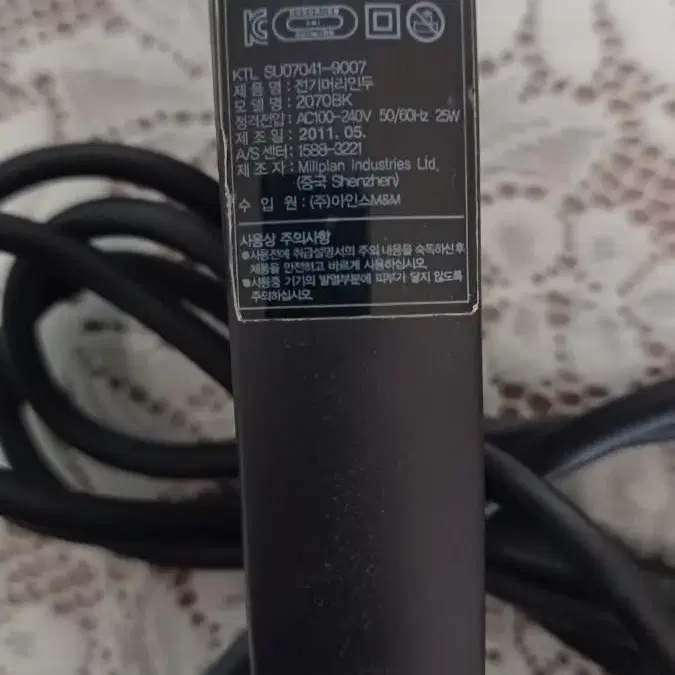 KTL SU07041-9007
제 품 명 : 전기머리인두
모 델 명 : 2070BK
정격전압 : AC100-240V 50/60Hz 25W
제 조 일 : 2011. 05.
A/S센터 : 1588-3221
제 조 자 : Miliplan Industries Ltd.
(중국 Shenzhen)
수 입 원 : (주)아인스M&M
사용상 주의사항
●사용전에 취급설명서의 주의 내용을 숙독하신후
제품을 안전하고 바르게 사용하십시오.
●사용중 기기의 발열부분에 피부가 닿지 않도록
주의하십시오.